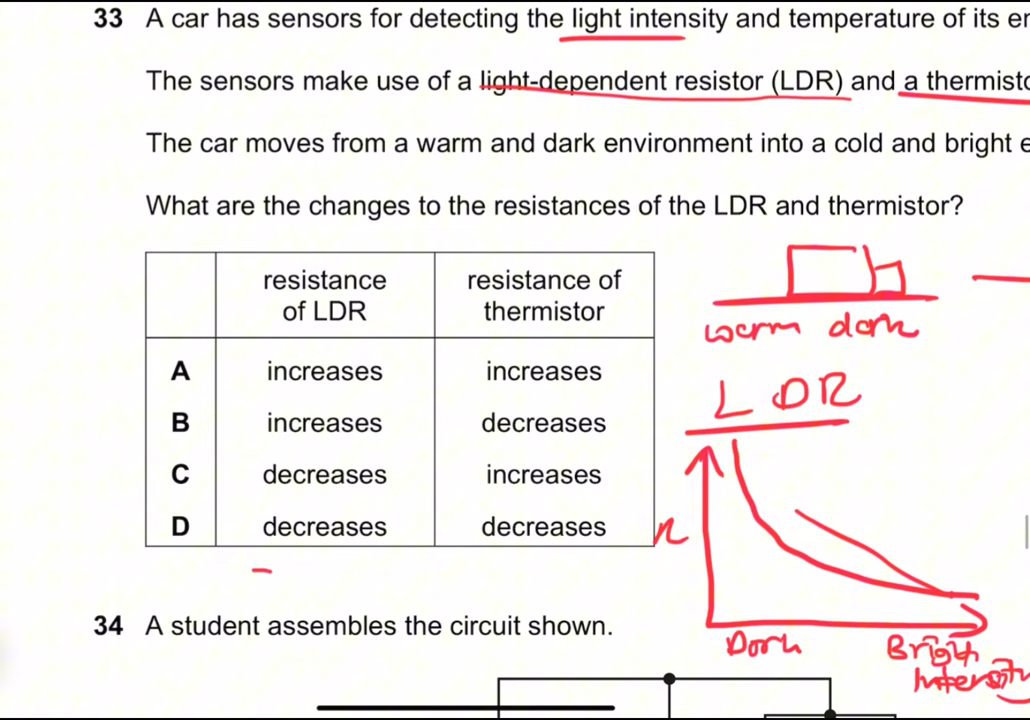 33 A car has sensors for detecting the light intensity and temperature of its
The sensors make use of a light-dependent resistor (LDR) and a
The car moves from a warm and dark environment into a cold and bright
What are the changes to the resistances of the LDR and thermistor?
resistance of LDR
resistance of thermistor
A increases increases
B increases decreases
C decreases increases
D decreases decreases
warm dark
LDR
R
Dark
Bright
Intensity
34 A student assembles the circuit shown.